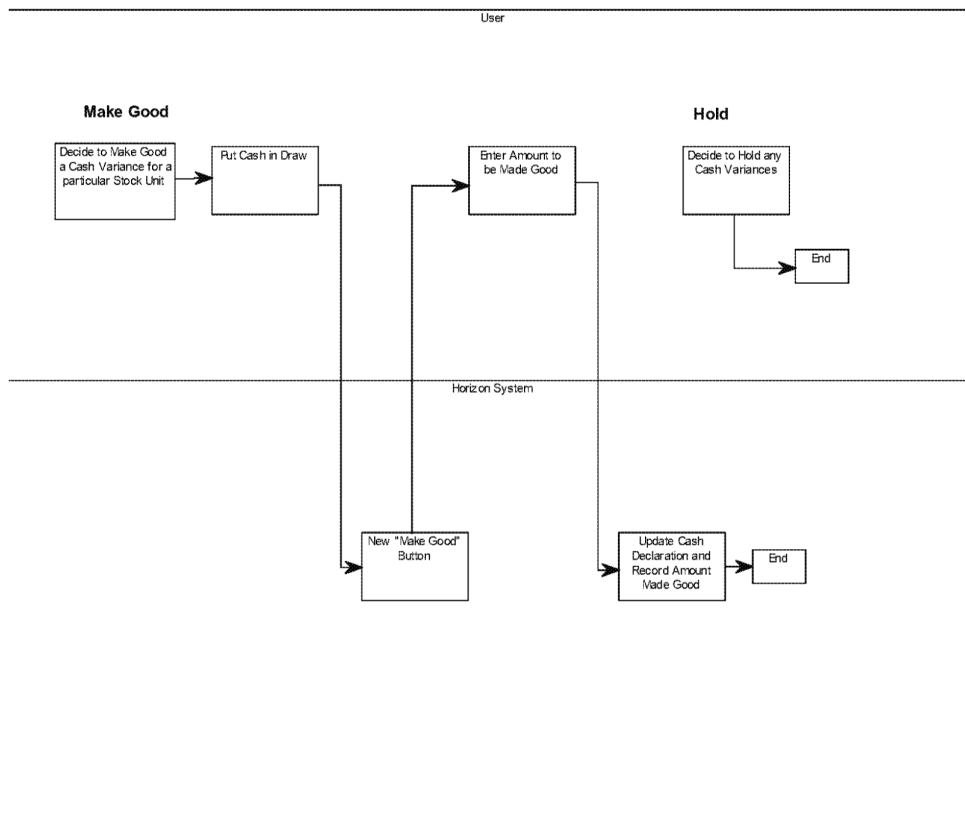 User
Make Good
Hold
Decide to Make Good
a Cash Variance for a
particular Stock Unit
Put Cash in Draw
Enter Amount to
be Made Good
Decide to Hold any
Cash Variances
End
Horizon System
New "Make Good"
Button
Update Cash
Declaration and
Record Amount
Made Good
End